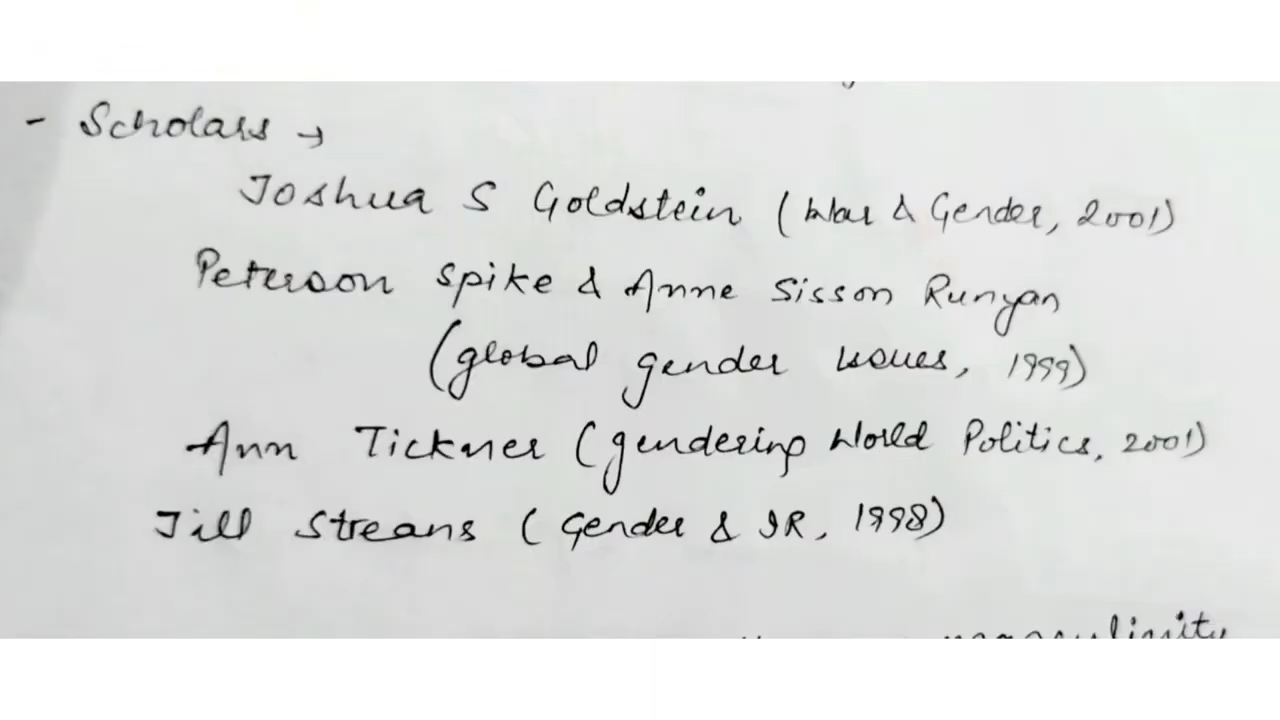 - Scholars →
Joshua S Goldstein (War & Gender, 2001)
Peterson Spike & Anne Sisson Runyan
(global gender issues, 1999)
Ann Tickner (gendering World Politics, 2001)
Jill Streans (Gender & IR, 1998)
masculinity